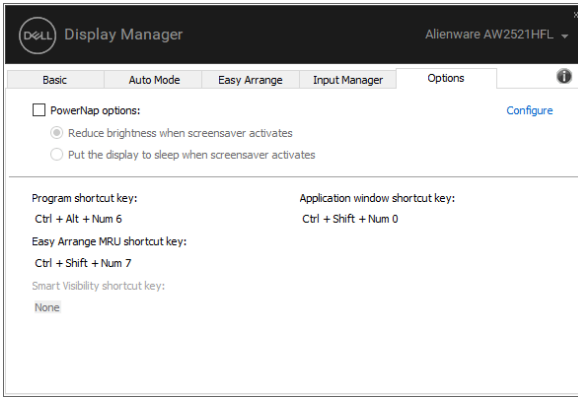 DELL Display Manager
Alienware AW2521HFL
Basic Auto Mode Easy Arrange Input Manager Options
PowerNap options: Configure
Reduce brightness when screensaver activates
Put the display to sleep when screensaver activates
Program shortcut key: Application window shortcut key:
Ctrl + Alt + Num 6 Ctrl + Shift + Num 0
Easy Arrange MRU shortcut key:
Ctrl + Shift + Num 7
Smart Visibility shortcut key:
None